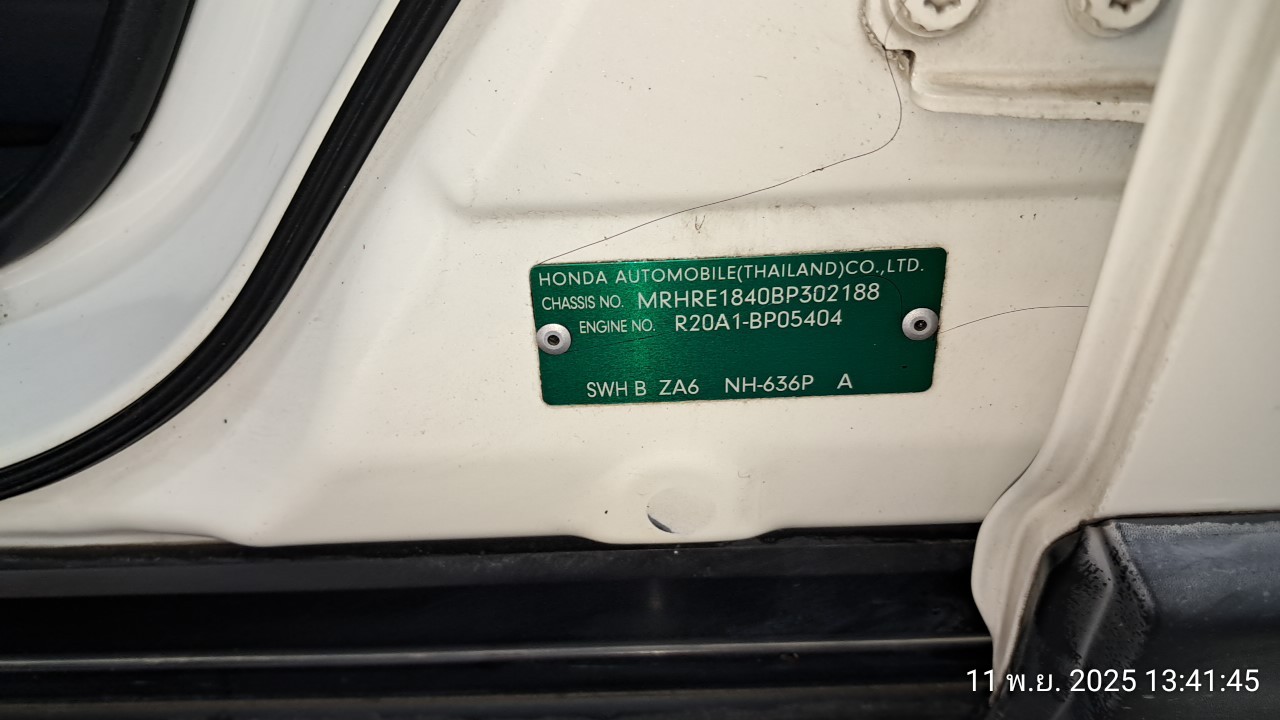 HONDA AUTOMOBILE(THAILAND)CO.,LTD.
CHASSIS NO. MRHRE1840BP302188
ENGINE NO. R20A1-BP05404
SWH B ZA6 NH-636P A
11 พ.ย. 2025 13:41:45